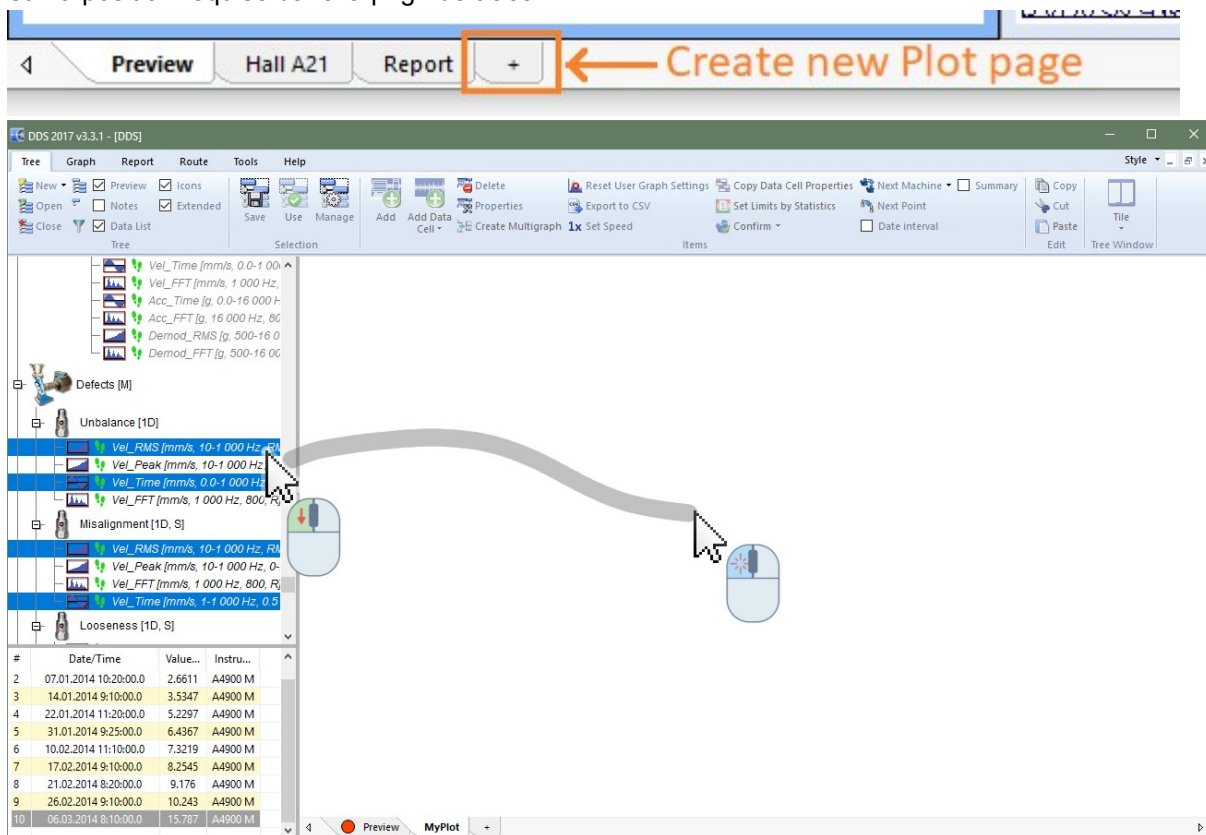 Preview Hall A21 Report +
Create new Plot page
DDS 2017 v3.3.1 - [DDS]
Tree Graph Report Route Tools Help Style
New Preview Icons
Open Notes Extended
Close Data List
Tree
Save Use Manage
Selection
Add Add Data Cell
Delete Reset User Graph Settings Copy Data Cell Properties Next Machine Summary
Properties Export to CSV Set Limits by Statistics Next Point
Create Multigraph 1x Set Speed Confirm Date interval
Items
Copy
Cut
Paste
Edit
Tile
Tree Window
Vel_Time [mm/s, 0.0-1 00
Vel_FFT [mm/s, 1 000 Hz,
Acc_Time [g, 0.0-16 000 H
Acc_FFT [g, 16 000 Hz, 80
Demod_RMS [g, 500-16 0
Demod_FFT [g, 500-16 00
Defects [M]
Unbalance [1D]
Vel_RMS [mm/s, 10-1 000 Hz, RM
Vel_Peak [mm/s, 10-1 000 Hz,
Vel_Time [mm/s, 0.0-1 000 Hz
Vel_FFT [mm/s, 1 000 Hz, 800, R
Misalignment [1D, S]
Vel_RMS [mm/s, 10-1 000 Hz, RM
Vel_Peak [mm/s, 10-1 000 Hz, 0-
Vel_FFT [mm/s, 1 000 Hz, 800, R
Vel_Time [mm/s, 1-1 000 Hz, 0.5
Looseness [1D, S]
# Date/Time Value... Instru...
2 07.01.2014 10:20:00.0 2.6611 A4900 M
3 14.01.2014 9:10:00.0 3.5347 A4900 M
4 22.01.2014 11:20:00.0 5.2297 A4900 M
5 31.01.2014 9:25:00.0 6.4367 A4900 M
6 10.02.2014 11:10:00.0 7.3219 A4900 M
7 17.02.2014 9:10:00.0 8.2545 A4900 M
8 21.02.2014 8:20:00.0 9.176 A4900 M
9 26.02.2014 9:10:00.0 10.243 A4900 M
10 06.03.2014 8:10:00.0 15.787 A4900 M
Preview MyPlot +